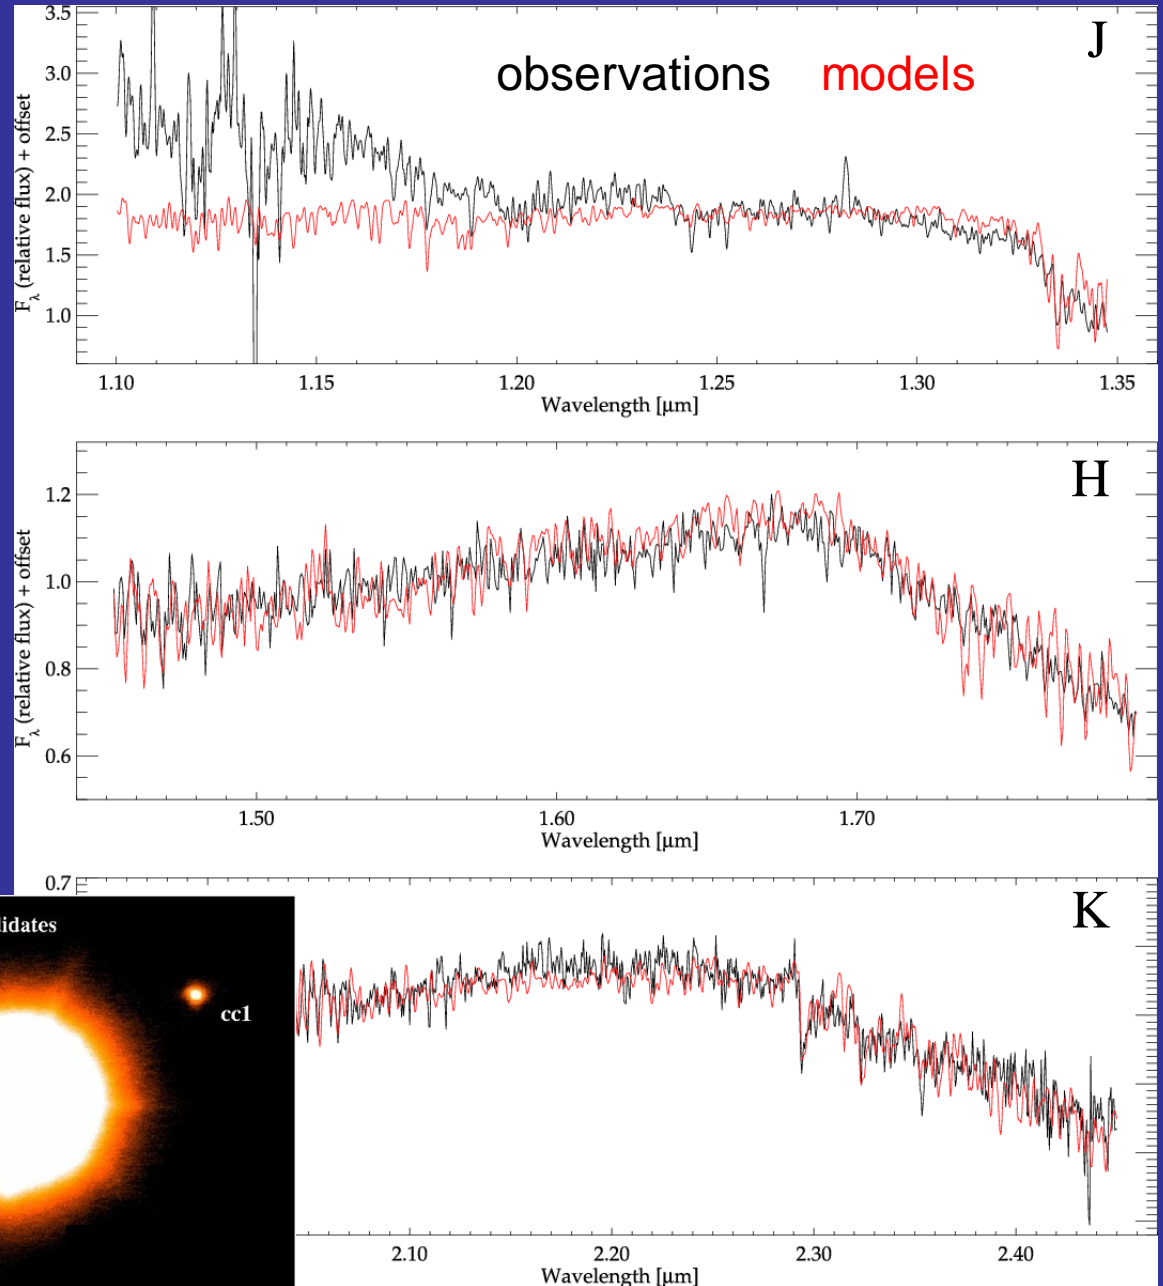 J
observations models
3.5
3.0
2.5
2.0
1.5
1.0
F_λ (relative flux) + offset
1.10 1.15 1.20 1.25 1.30 1.35
Wavelength [μm]
H
1.2
1.0
0.8
0.6
F_λ (relative flux) + offset
1.50 1.60 1.70
Wavelength [μm]
0.7
K
lidates
cc1
2.10 2.20 2.30 2.40
Wavelength [μm]